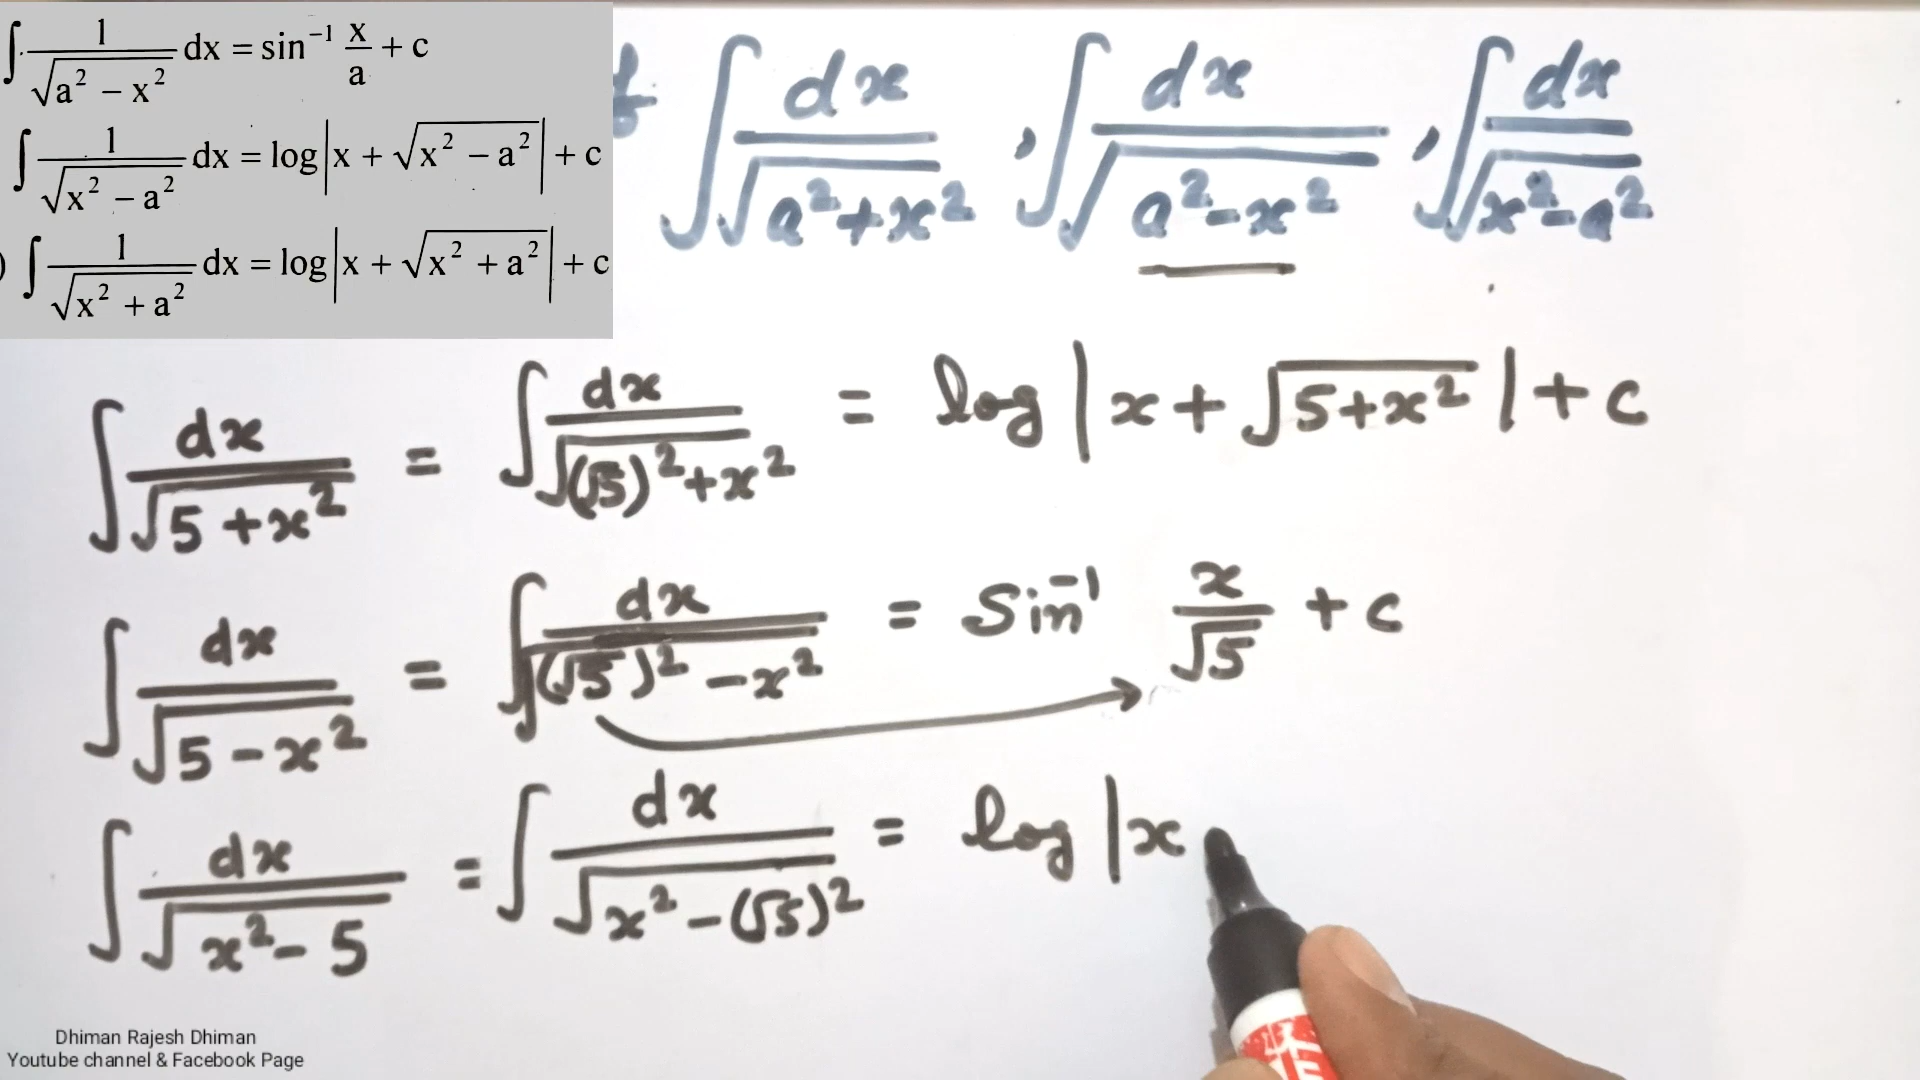 ∫ 1/√(a² − x²) dx = sin⁻¹ x/a + c
∫ 1/√(x² − a²) dx = log|x + √(x² − a²)| + c
) ∫ 1/√(x² + a²) dx = log|x + √(x² + a²)| + c
∫ dx/√(a²+x²) , ∫ dx/√(a²−x²) , ∫ dx/√(x²−a²)
∫ dx/√(5+x²) = ∫ dx/√((√5)²+x²) = log|x+√(5+x²)|+c
∫ dx/√(5−x²) = ∫ dx/√((√5)²−x²) = Sin⁻¹ x/√5 + c
∫ dx/√(x²−5) = ∫ dx/√(x²−(√5)²) = log|x
Dhiman Rajesh Dhiman
Youtube channel & Facebook Page